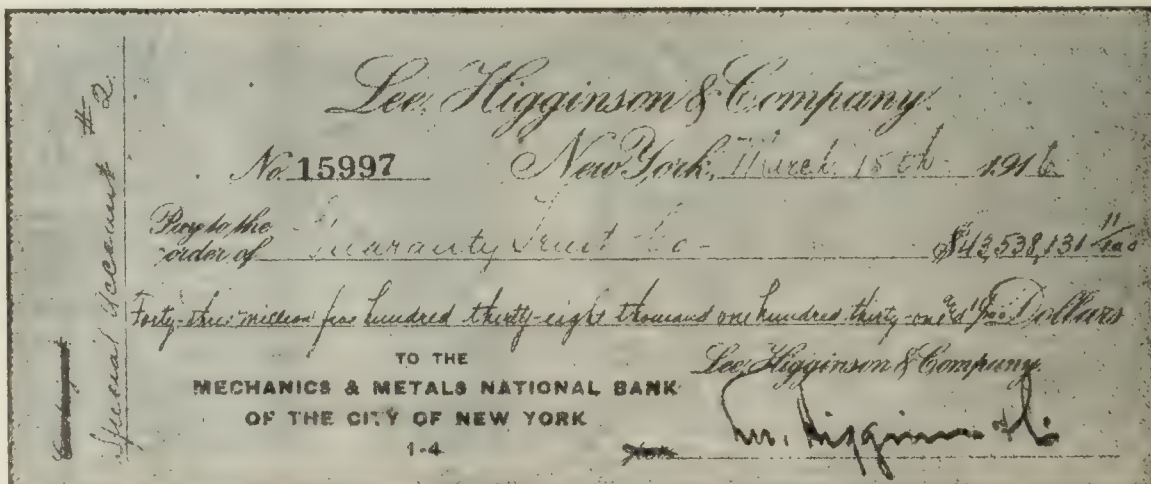 Special Account #2.
Lee, Higginson & Company.
No 15997 New York, March 15th 1916
Pay to the
order of Guaranty Trust Co- $43,538,131 11/100
Forty-three million five hundred thirty-eight thousand one hundred thirty-one & 11/100 Dollars
TO THE
MECHANICS & METALS NATIONAL BANK
OF THE CITY OF NEW YORK
1-4
Lee, Higginson & Company.
Lee, Higginson & Co